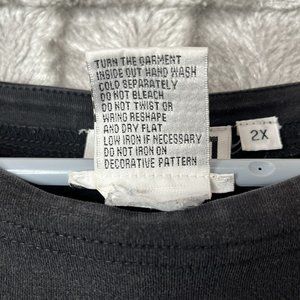 TURN THE GARMENT
INSIDE OUT HAND WASH
COLD SEPARATELY
DO NOT BLEACH
DO NOT TWIST OR
WRING RESHAPE
AND DRY FLAT
LOW IRON IF NECESSARY
DO NOT IRON ON
DECORATIVE PATTERN
2X